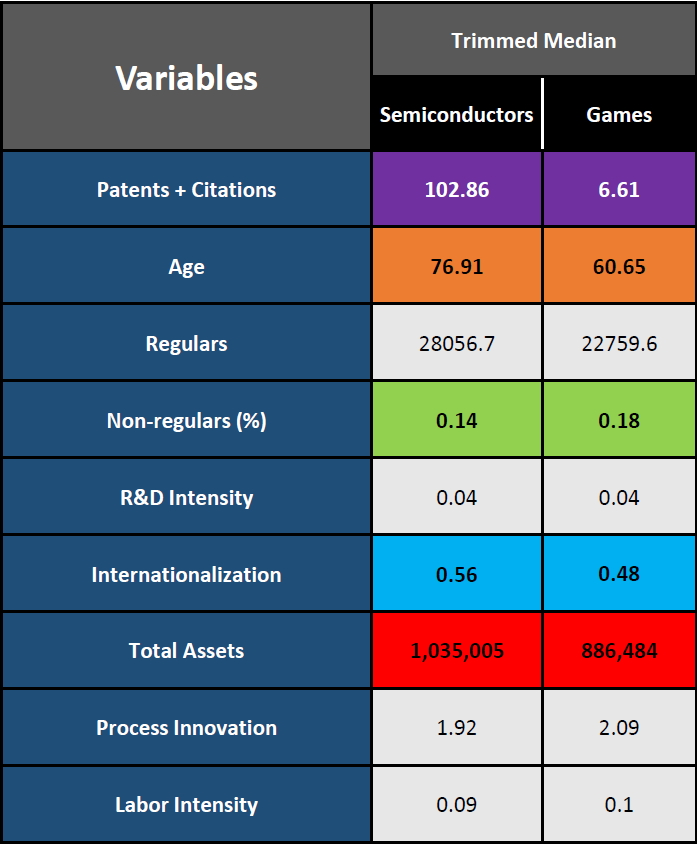 Variables
Trimmed Median
Semiconductors Games
Patents + Citations 102.86 6.61
Age 76.91 60.65
Regulars 28056.7 22759.6
Non-regulars (%) 0.14 0.18
R&D Intensity 0.04 0.04
Internationalization 0.56 0.48
Total Assets 1,035,005 886,484
Process Innovation 1.92 2.09
Labor Intensity 0.09 0.1